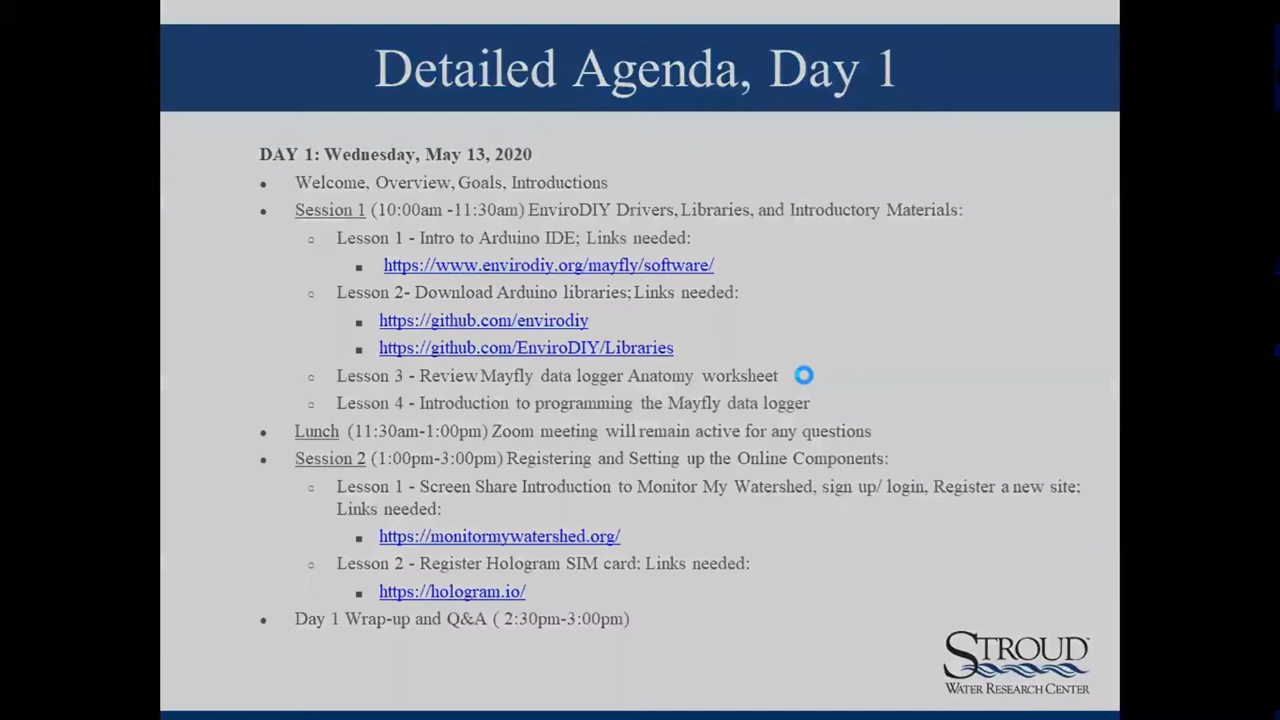 Detailed Agenda, Day 1
DAY 1: Wednesday, May 13, 2020
• Welcome, Overview, Goals, Introductions
• Session 1 (10:00am -11:30am) EnviroDIY Drivers, Libraries, and Introductory Materials:
○ Lesson 1 - Intro to Arduino IDE; Links needed:
■ https://www.envirodiy.org/mayfly/software/
○ Lesson 2- Download Arduino libraries; Links needed:
■ https://github.com/envirodiy
■ https://github.com/EnviroDIY/Libraries
○ Lesson 3 - Review Mayfly data logger Anatomy worksheet
○ Lesson 4 - Introduction to programming the Mayfly data logger
• Lunch (11:30am-1:00pm) Zoom meeting will remain active for any questions
• Session 2 (1:00pm-3:00pm) Registering and Setting up the Online Components:
○ Lesson 1 - Screen Share Introduction to Monitor My Watershed, sign up/ login, Register a new site;
Links needed:
■ https://monitormywatershed.org/
○ Lesson 2 - Register Hologram SIM card; Links needed:
■ https://hologram.io/
• Day 1 Wrap-up and Q&A ( 2:30pm-3:00pm)
STROUD
WATER RESEARCH CENTER